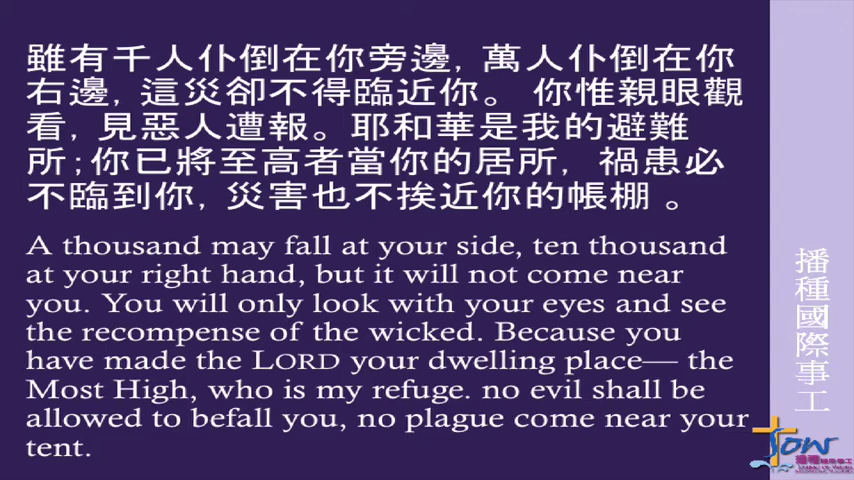 雖有千人仆倒在你旁邊, 萬人仆倒在你
右邊, 這災卻不得臨近你。 你惟親眼觀
看, 見惡人遭報。耶和華是我的避難
所;你已將至高者當你的居所, 禍患必
不臨到你, 災害也不挨近你的帳棚 。
A thousand may fall at your side, ten thousand
at your right hand, but it will not come near
you. You will only look with your eyes and see
the recompense of the wicked. Because you
have made the LORD your dwelling place— the
Most High, who is my refuge. no evil shall be
allowed to befall you, no plague come near your
tent.
播種國際事工
Sow
播種國際事工